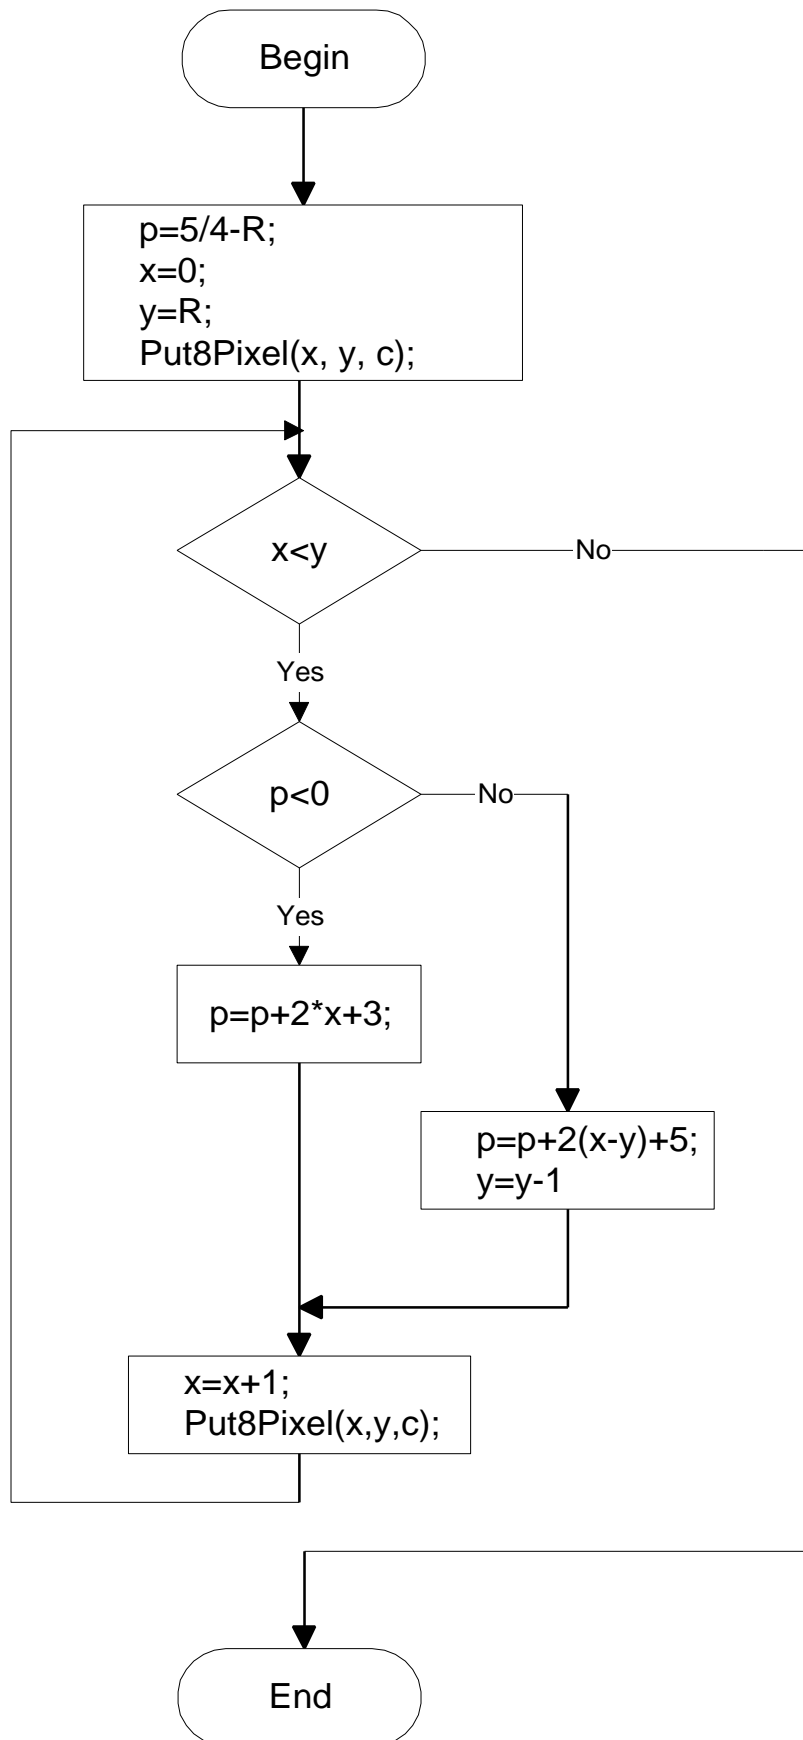 Begin
p=5/4-R;
x=0;
y=R;
Put8Pixel(x, y, c);
x<y
No
Yes
p<0
No
Yes
p=p+2*x+3;
p=p+2(x-y)+5;
y=y-1
x=x+1;
Put8Pixel(x,y,c);
End